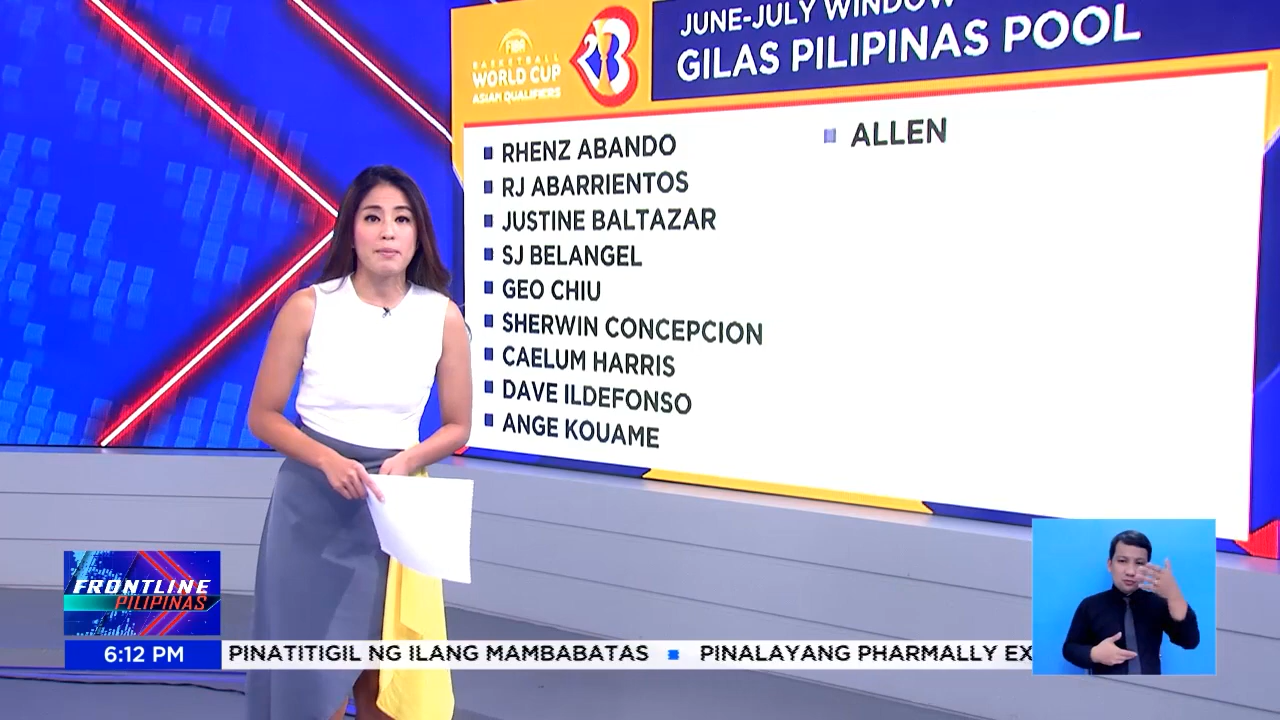 JUNE-JULY WINDOW
GILAS PILIPINAS POOL
FIBA
BASKETBALL
WORLD CUP
ASIAN QUALIFIERS
RHENZ ABANDO
RJ ABARRIENTOS
JUSTINE BALTAZAR
SJ BELANGEL
GEO CHIU
SHERWIN CONCEPCION
CAELUM HARRIS
DAVE ILDEFONSO
ANGE KOUAME
ALLEN
FRONTLINE
PILIPINAS
6:12 PM
PINATITIGIL NG ILANG MAMBABATAS ▪ PINALAYANG PHARMALLY EX